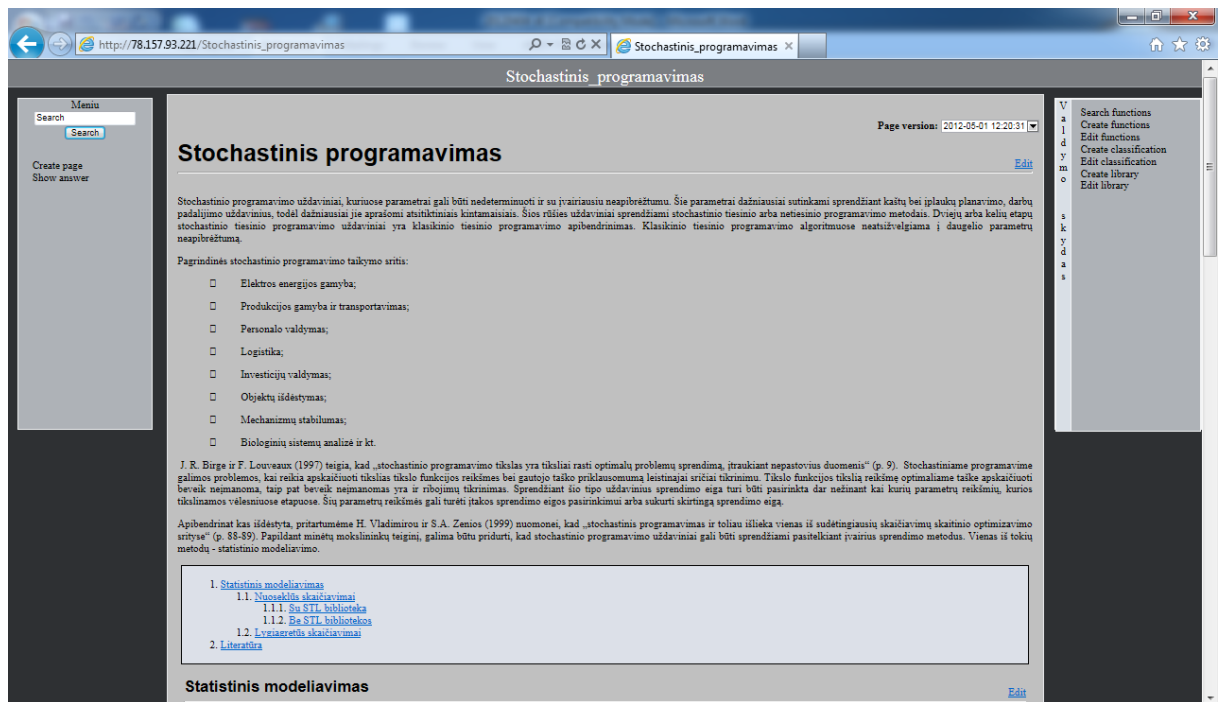 http://78.157.93.221/Stochastinis_programavimas
Stochastinis_programavimas
Stochastinis_programavimas
Meniu
Search
Search
Create page
Show answer
Page version: 2012-05-01 12:20:31
Stochastinis programavimas
Edit
Stochastinio programavimo uždaviniai, kuriuose parametrai gali būti nedeterminuoti ir su įvairiausiu neapibrėžtumu. Šie parametrai dažniausiai sutinkami sprendžiant kaštų bei įplaukų planavimo, darbų
padalijimo uždavinius, todėl dažniausiai jie aprašomi atsitiktiniais kintamaisiais. Šios rūšies uždaviniai sprendžiami stochastinio tiesinio arba netiesinio programavimo metodais. Dviejų arba kelių etapų
stochastinio tiesinio programavimo uždaviniai yra klasikinio tiesinio programavimo apibendrinimas. Klasikinio tiesinio programavimo algoritmuose neatsižvelgiama į daugelio parametrų
neapibrėžtumą.
Pagrindinės stochastinio programavimo taikymo sritis:
Elektros energijos gamyba;
Produkcijos gamyba ir transportavimas;
Personalo valdymas;
Logistika;
Investicijų valdymas;
Objektų išdėstymas;
Mechanizmų stabilumas;
Biologinių sistemų analizė ir kt.
J. R. Birge ir F. Louveaux (1997) teigia, kad „stochastinio programavimo tikslas yra tiksliai rasti optimalų problemų sprendimą, įtraukiant nepastovius duomenis“ (p. 9). Stochastiniame programavime
galimos problemos, kai reikia apskaičiuoti tikslias tikslo funkcijos reikšmes bei gautojo taško priklausomumą leistinajai sričiai tikrinimą. Tikslo funkcijos tikslią reikšmę optimaliame taške apskaičiuoti
beveik neįmanoma, taip pat beveik neįmanomas yra ir ribojimų tikrinimas. Sprendžiant šio tipo uždavinius sprendimo eiga turi būti pasirinkta dar nežinant kai kurių parametrų reikšmių, kurios
tikslinamos vėlesniuose etapuose. Šių parametrų reikšmės gali turėti įtakos sprendimo eigos pasirinkimui arba sukurti skirtingą sprendimo eigą.
Apibendrinat kas išdėstyta, pritartumėme H. Vladimirou ir S.A. Zenios (1999) nuomonei, kad „stochastinis programavimas ir toliau išlieka vienas iš sudėtingiausių skaičiavimų skaitinio optimizavimo
srityse“ (p. 88-89). Papildant minėtų mokslininkų teiginį, galima būtu pridurti, kad stochastinio programavimo uždaviniai gali būti sprendžiami pasitelkiant įvairius sprendimo metodus. Vienas iš tokių
metodų - statistinio modeliavimo.
1. Statistinis modeliavimas
1.1. Nuoseklūs skaičiavimai
1.1.1. Su STL biblioteka
1.1.2. Be STL bibliotekos
1.2. Lygiagretūs skaičiavimai
2. Literatūra
Statistinis modeliavimas
Edit
Valdymo skydas
Search functions
Create functions
Edit functions
Create classification
Edit classification
Create library
Edit library